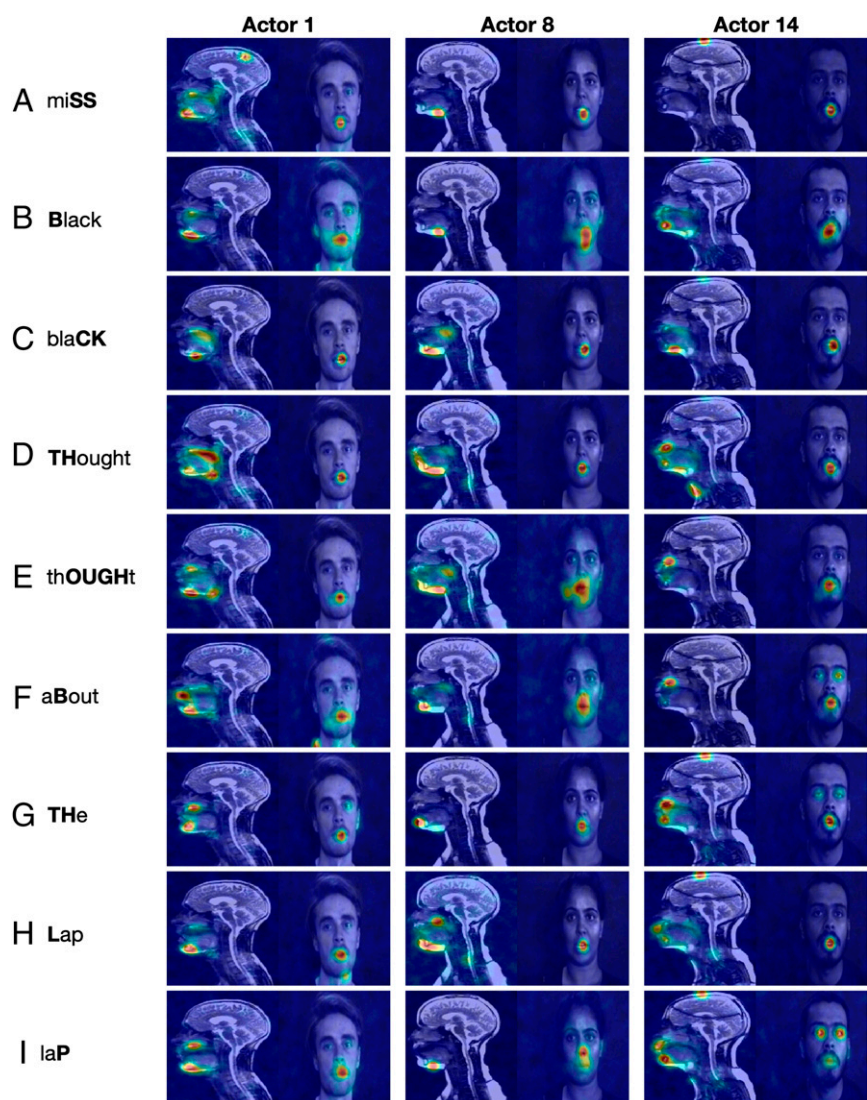 Actor 1 Actor 8 Actor 14
A miSS
B Black
C blaCK
D THought
E thOUGHt
F aBout
G THe
H Lap
I laP